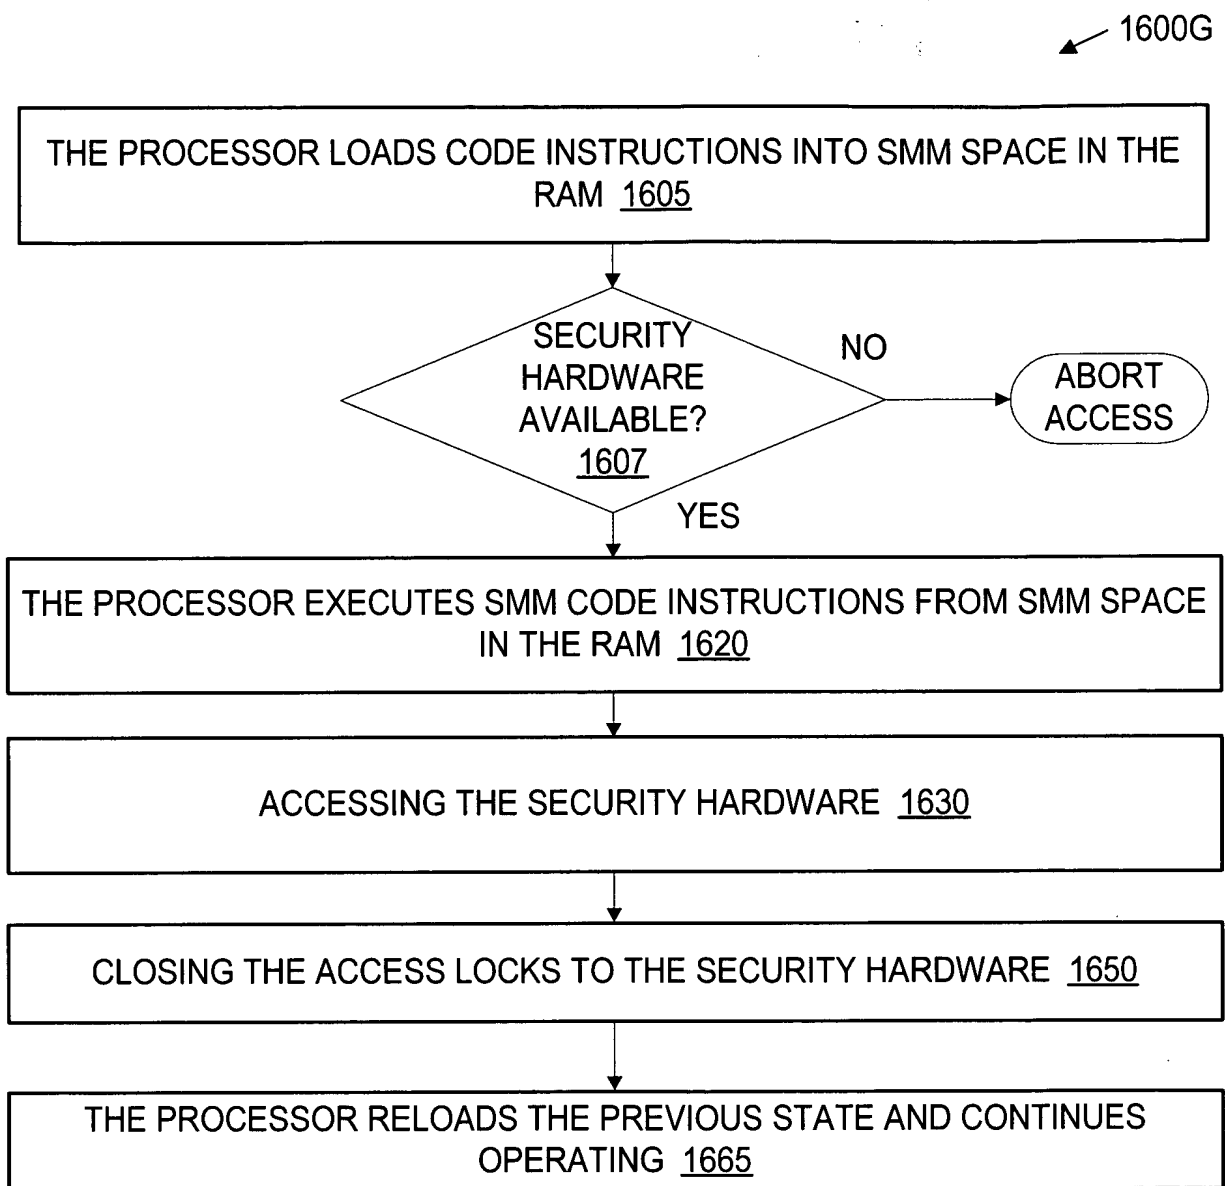 1600G
THE PROCESSOR LOADS CODE INSTRUCTIONS INTO SMM SPACE IN THE
RAM 1605
SECURITY
HARDWARE
AVAILABLE?
1607
NO
ABORT
ACCESS
YES
THE PROCESSOR EXECUTES SMM CODE INSTRUCTIONS FROM SMM SPACE
IN THE RAM 1620
ACCESSING THE SECURITY HARDWARE 1630
CLOSING THE ACCESS LOCKS TO THE SECURITY HARDWARE 1650
THE PROCESSOR RELOADS THE PREVIOUS STATE AND CONTINUES
OPERATING 1665